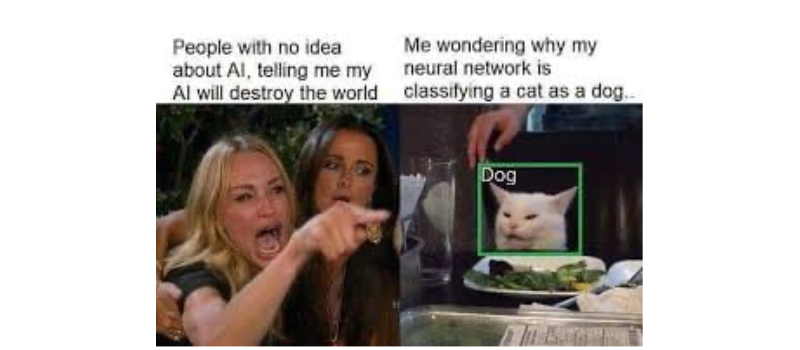 People with no idea
about AI, telling me my
AI will destroy the world
Me wondering why my
neural network is
classifying a cat as a dog..
Dog